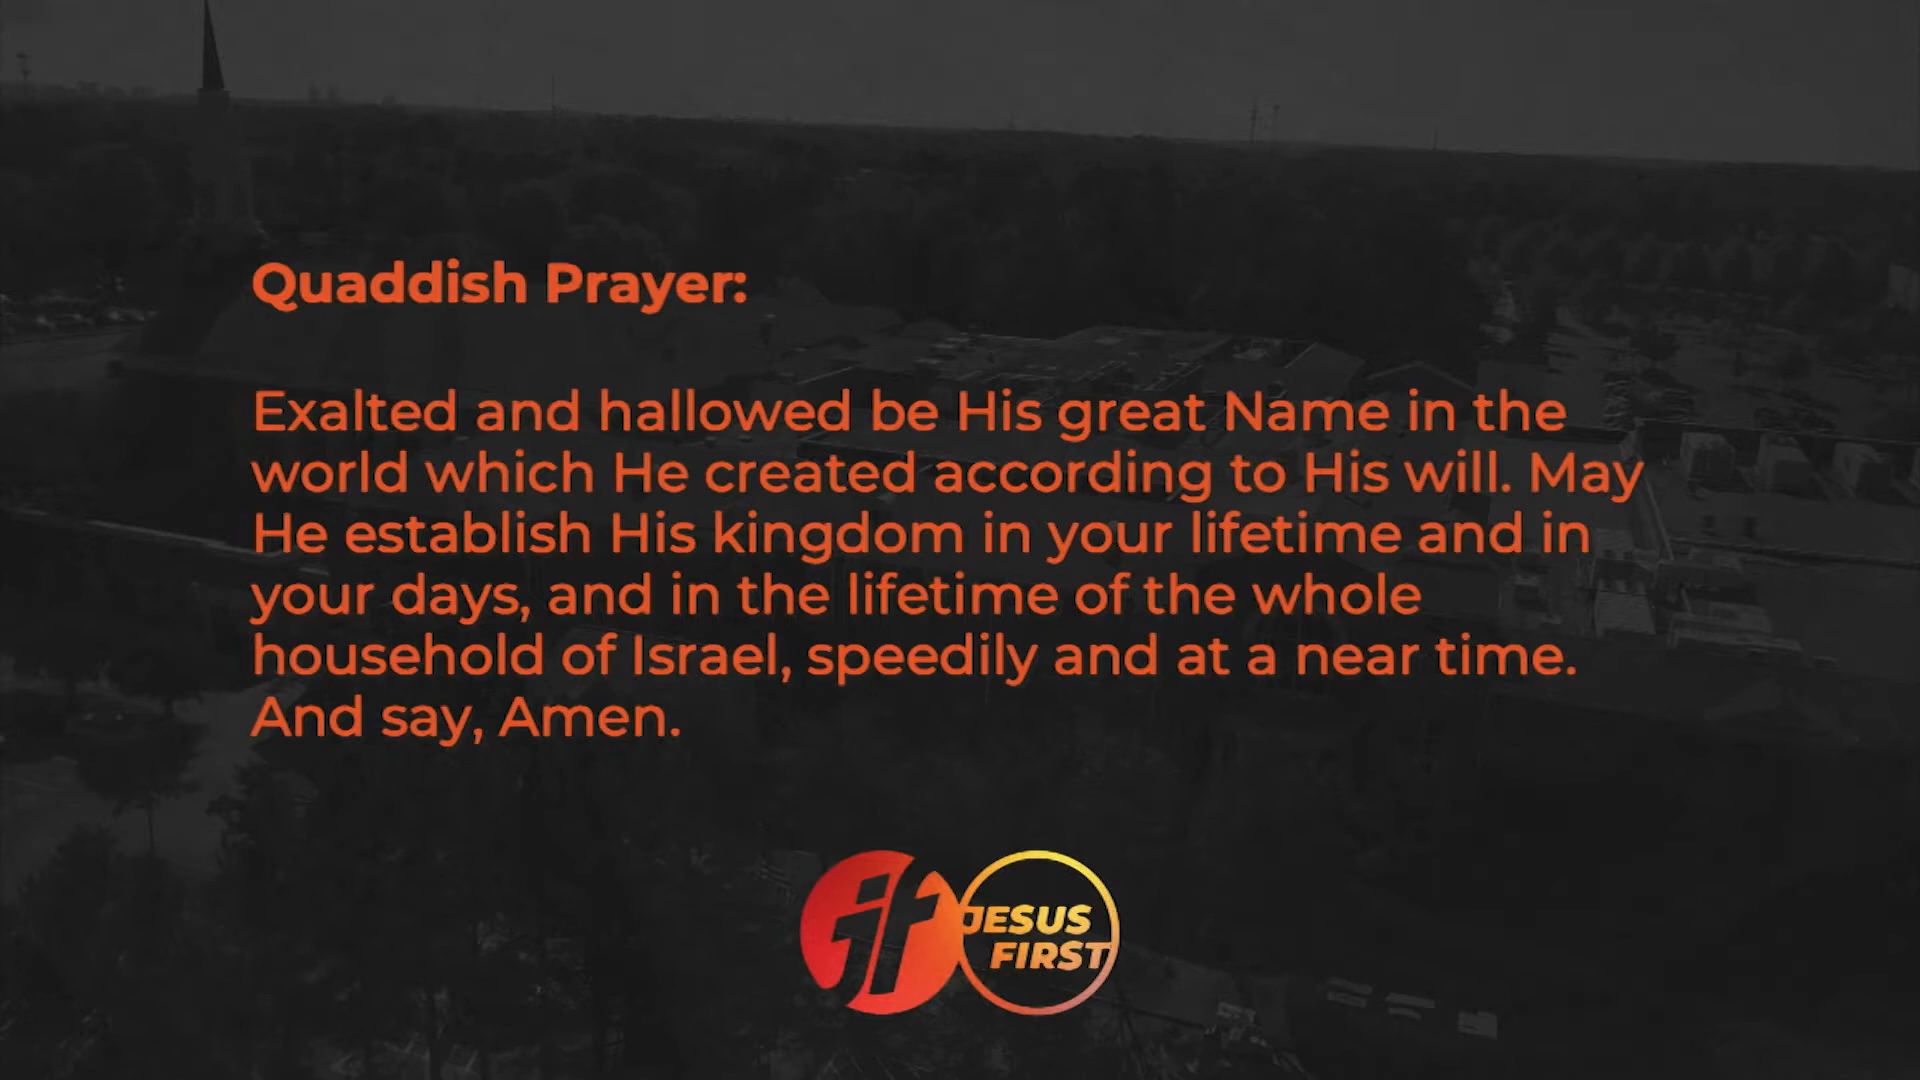 Quaddish Prayer:
Exalted and hallowed be His great Name in the
world which He created according to His will. May
He establish His kingdom in your lifetime and in
your days, and in the lifetime of the whole
household of Israel, speedily and at a near time.
And say, Amen.
jf
JESUS
FIRST